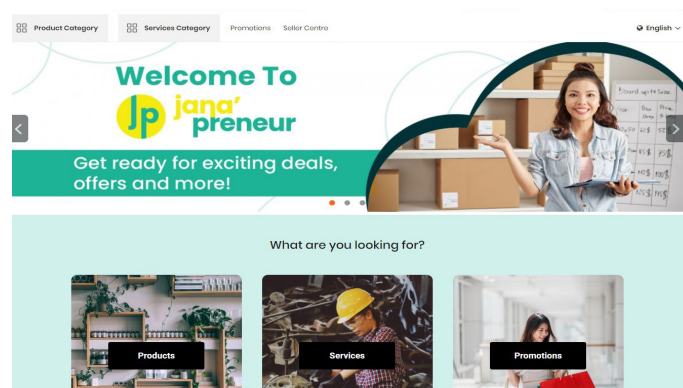 Product Category
Services Category
Promotions
Seller Centre
English
Welcome To
Jp jana'
preneur
Get ready for exciting deals,
offers and more!
What are you looking for?
Products
Services
Promotions